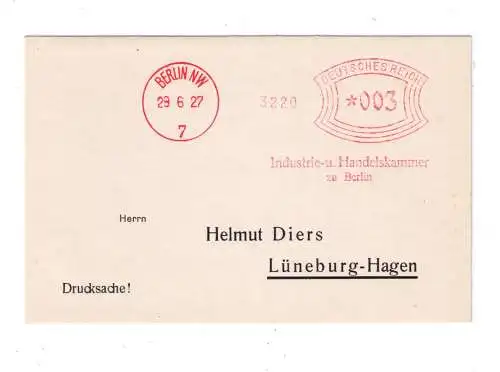 BERLIN NW
29 6 27
7
3220
DEUTSCHES REICH
*003
Industrie-u. Handelskammer
zu Berlin
Herrn
Helmut Diers
Lüneburg-Hagen
Drucksache!